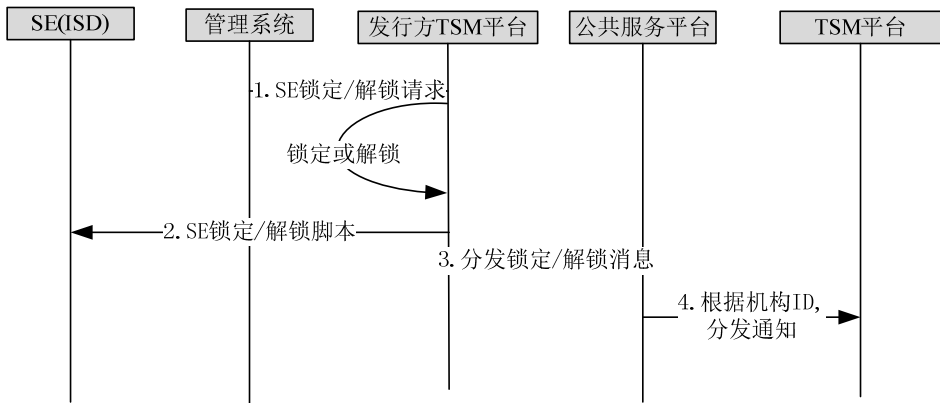 SE(ISD)
管理系统
发行方TSM平台
公共服务平台
TSM平台
1.SE锁定/解锁请求
锁定或解锁
2.SE锁定/解锁脚本
3.分发锁定/解锁消息
4.根据机构ID,
分发通知